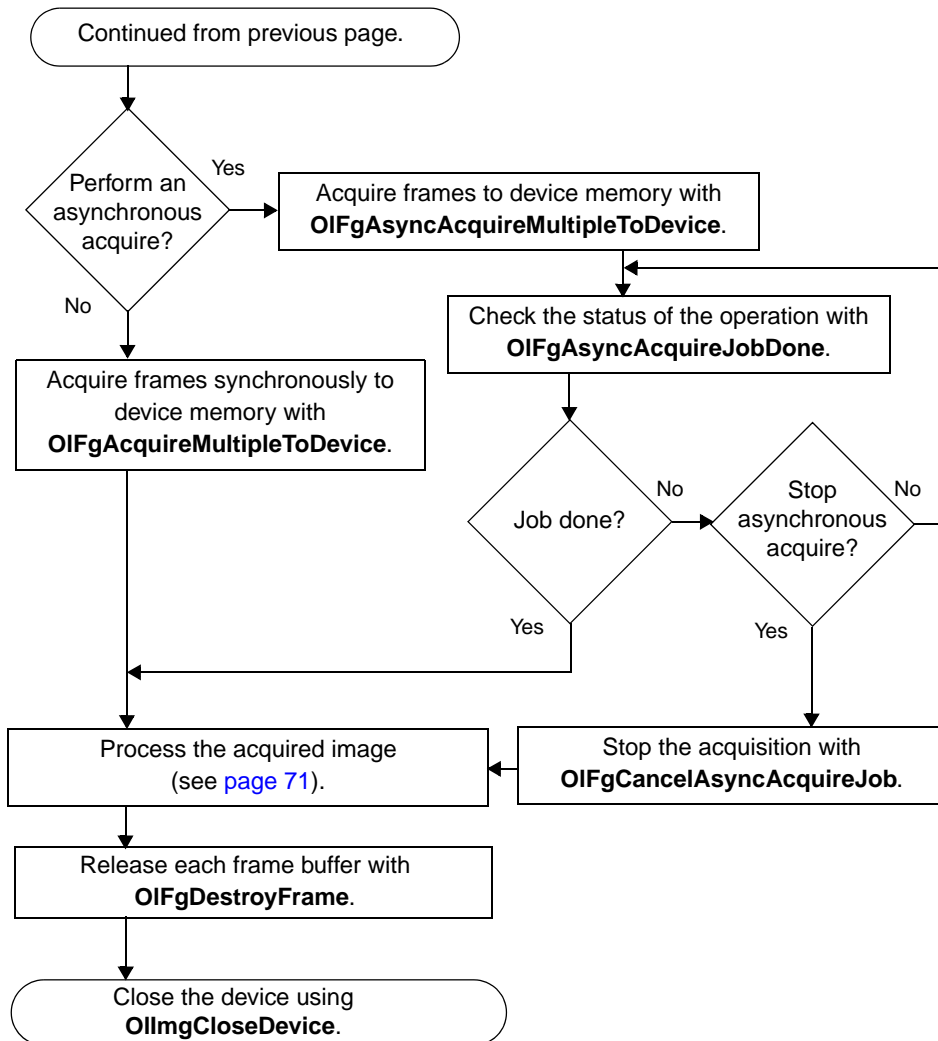 Continued from previous page.
Perform an
asynchronous
acquire?
Yes
No
Acquire frames to device memory with
OlFgAsyncAcquireMultipleToDevice.
Check the status of the operation with
OlFgAsyncAcquireJobDone.
Acquire frames synchronously to
device memory with
OlFgAcquireMultipleToDevice.
Job done?
No
Yes
Stop
asynchronous
acquire?
No
Yes
Process the acquired image
(see page 71).
Stop the acquisition with
OlFgCancelAsyncAcquireJob.
Release each frame buffer with
OlFgDestroyFrame.
Close the device using
OlImgCloseDevice.